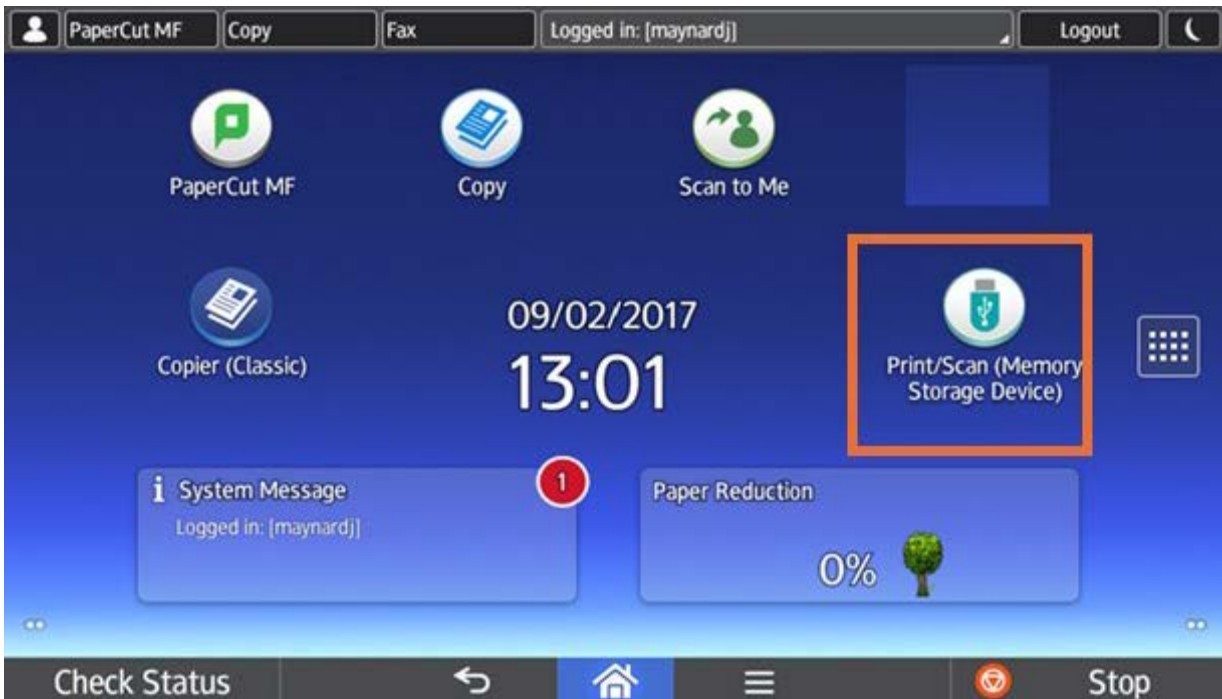 PaperCut MF
Copy
Fax
Logged in: [maynardj]
Logout
PaperCut MF
Copy
Scan to Me
Copier (Classic)
09/02/2017
13:01
Print/Scan (Memory
Storage Device)
i System Message
1
Logged in: [maynardj]
Paper Reduction
0%
Check Status
Stop